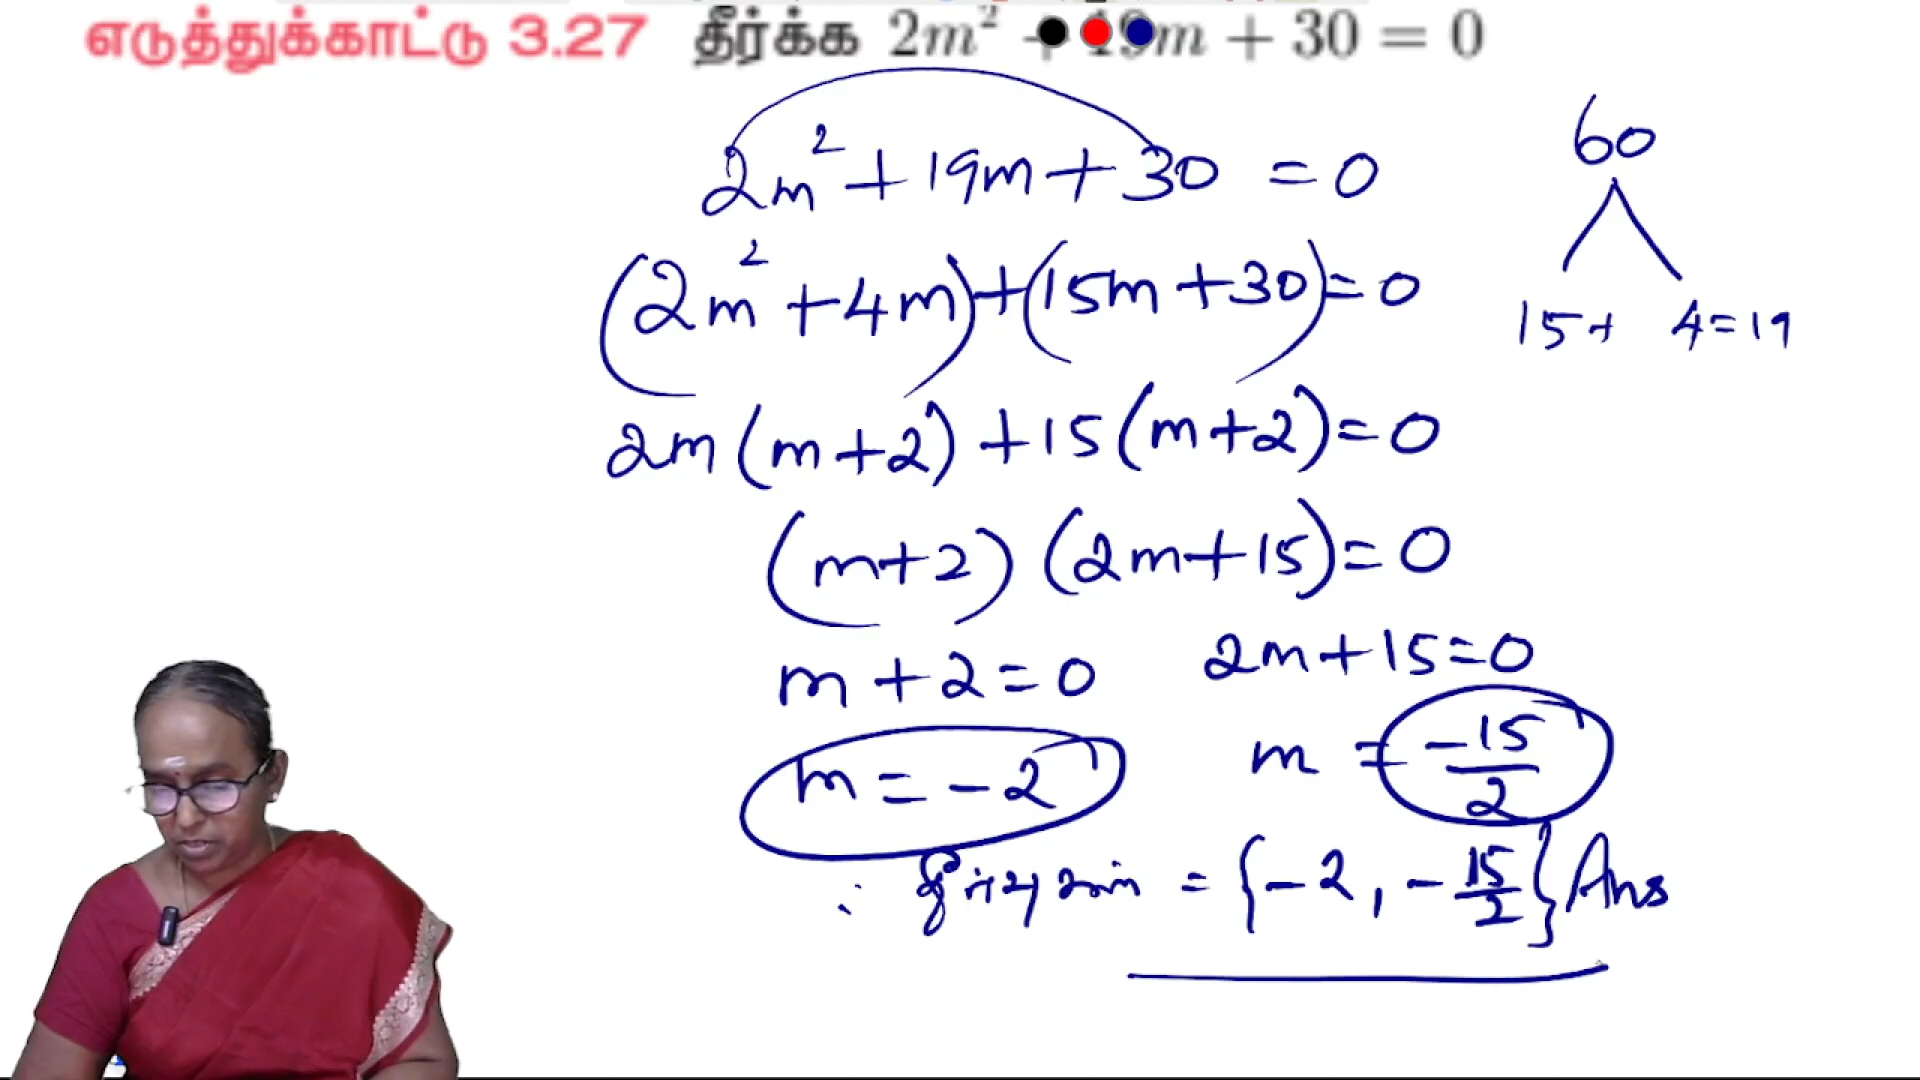 எடுத்துக்காட்டு 3.27 தீர்க்க 2m² + 19m + 30 = 0
2m² + 19m + 30 = 0
60
(2m² + 4m) + (15m + 30) = 0
15 + 4 = 19
2m (m+2) + 15 (m+2) = 0
(m+2) (2m+15) = 0
m + 2 = 0 2m + 15 = 0
m = -2 m = -15/2
∴ = {-2, -15/2} Ans